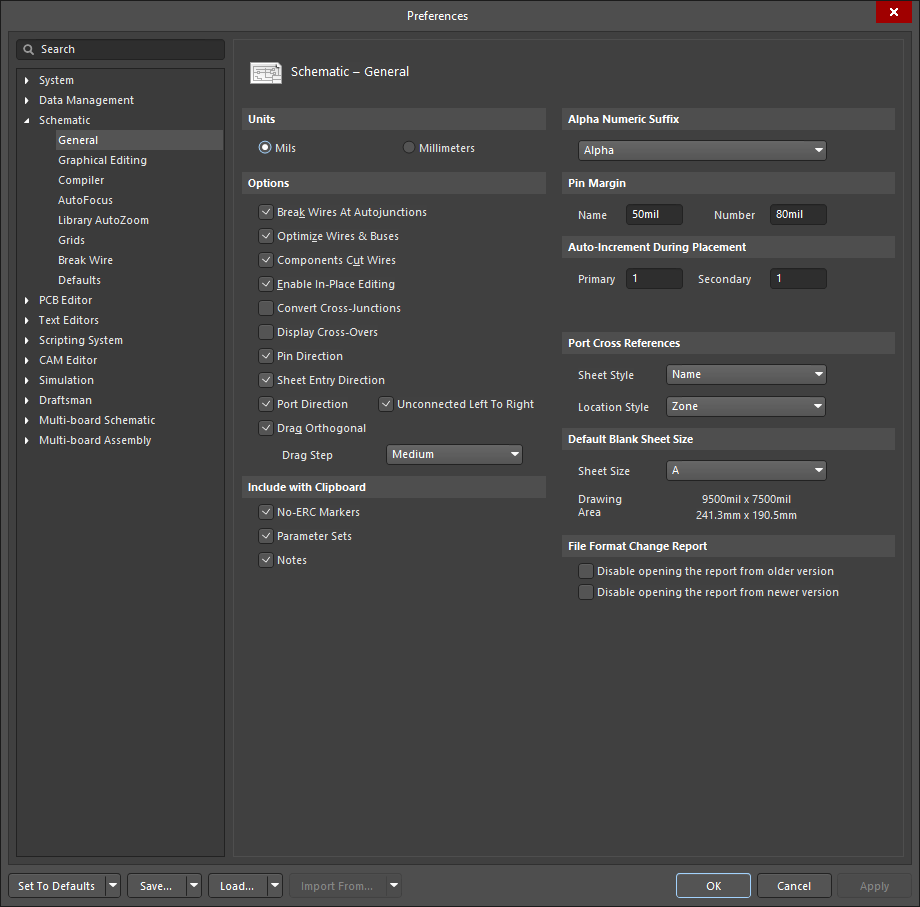 Preferences
Search
System
Data Management
Schematic
General
Graphical Editing
Compiler
AutoFocus
Library AutoZoom
Grids
Break Wire
Defaults
PCB Editor
Text Editors
Scripting System
CAM Editor
Simulation
Draftsman
Multi-board Schematic
Multi-board Assembly
Schematic – General
Units
Mils Millimeters
Options
Break Wires At Autojunctions
Optimize Wires & Buses
Components Cut Wires
Enable In-Place Editing
Convert Cross-Junctions
Display Cross-Overs
Pin Direction
Sheet Entry Direction
Port Direction Unconnected Left To Right
Drag Orthogonal
Drag Step Medium
Include with Clipboard
No-ERC Markers
Parameter Sets
Notes
Alpha Numeric Suffix
Alpha
Pin Margin
Name 50mil Number 80mil
Auto-Increment During Placement
Primary 1 Secondary 1
Port Cross References
Sheet Style Name
Location Style Zone
Default Blank Sheet Size
Sheet Size A
Drawing Area 9500mil x 7500mil
241.3mm x 190.5mm
File Format Change Report
Disable opening the report from older version
Disable opening the report from newer version
Set To Defaults Save... Load... Import From... OK Cancel Apply